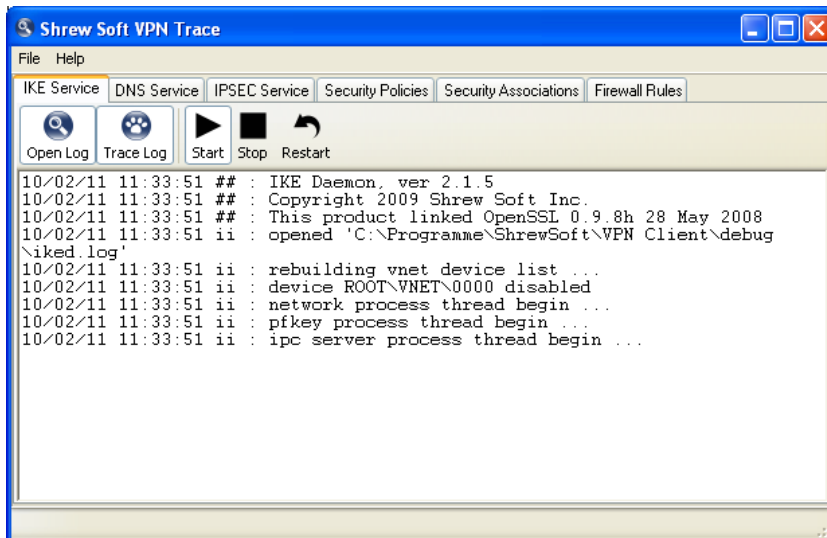 Shrew Soft VPN Trace
File Help
IKE Service DNS Service IPSEC Service Security Policies Security Associations Firewall Rules
Open Log Trace Log Start Stop Restart
10/02/11 11:33:51 ## : IKE Daemon, ver 2.1.5
10/02/11 11:33:51 ## : Copyright 2009 Shrew Soft Inc.
10/02/11 11:33:51 ## : This product linked OpenSSL 0.9.8h 28 May 2008
10/02/11 11:33:51 ii : opened 'C:\Programme\ShrewSoft\VPN Client\debug
\iked.log'
10/02/11 11:33:51 ii : rebuilding vnet device list ...
10/02/11 11:33:51 ii : device ROOT\VNET\0000 disabled
10/02/11 11:33:51 ii : network process thread begin ...
10/02/11 11:33:51 ii : pfkey process thread begin ...
10/02/11 11:33:51 ii : ipc server process thread begin ...